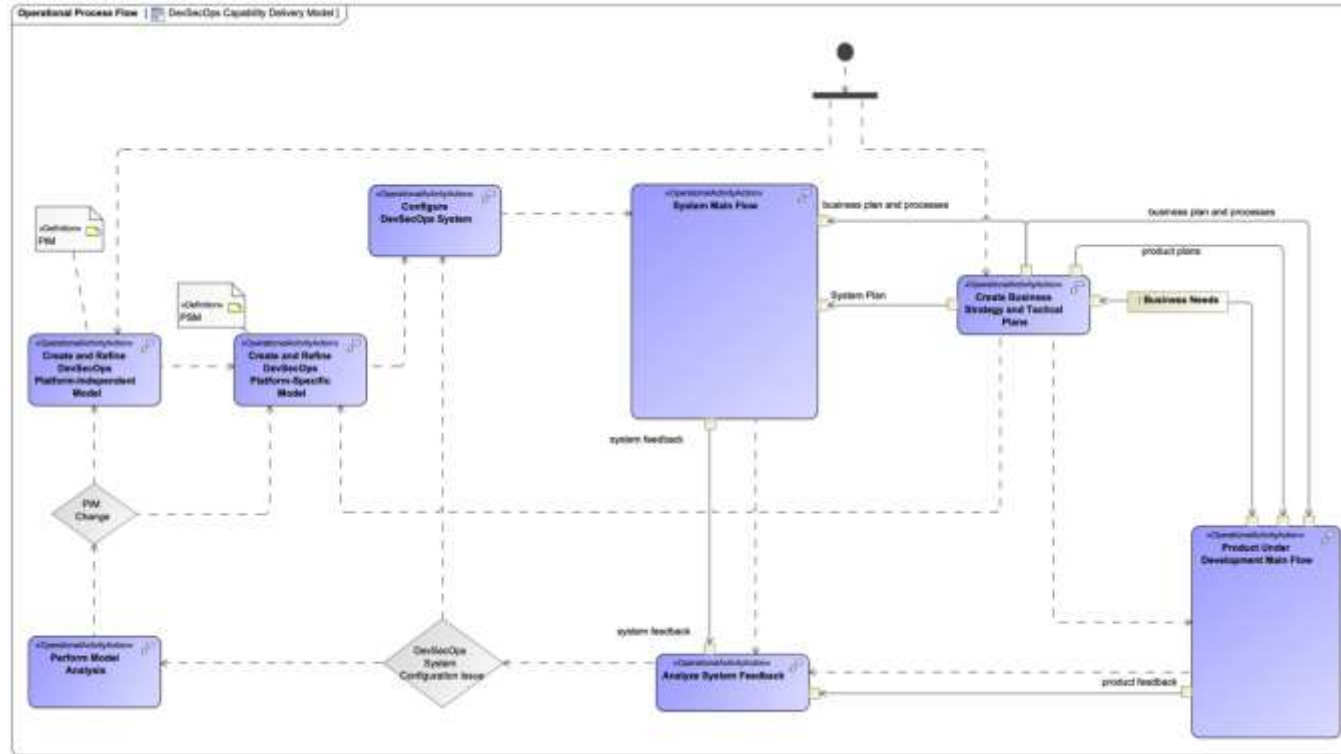 Operational Process Flow [ DevSecOps Capability Delivery Model ]
«OperationalActivityAction»
Configure
DevSecOps System
«OperationalActivityAction»
System Main Flow
business plan and processes
business plan and processes
product plans
«Definition»
PIM
«OperationalActivityAction»
Create Business
Strategy and Tactical
Plans
System Plan
: Business Needs
«Definition»
PSM
«OperationalActivityAction»
Create and Refine
DevSecOps
Platform-Independent
Model
«OperationalActivityAction»
Create and Refine
DevSecOps
Platform-Specific
Model
system feedback
PIM
Change
«OperationalActivityAction»
Product Under
Development Main Flow
system feedback
«OperationalActivityAction»
Perform Model
Analysis
DevSecOps
System
Configuration Issue
«OperationalActivityAction»
Analyze System Feedback
product feedback